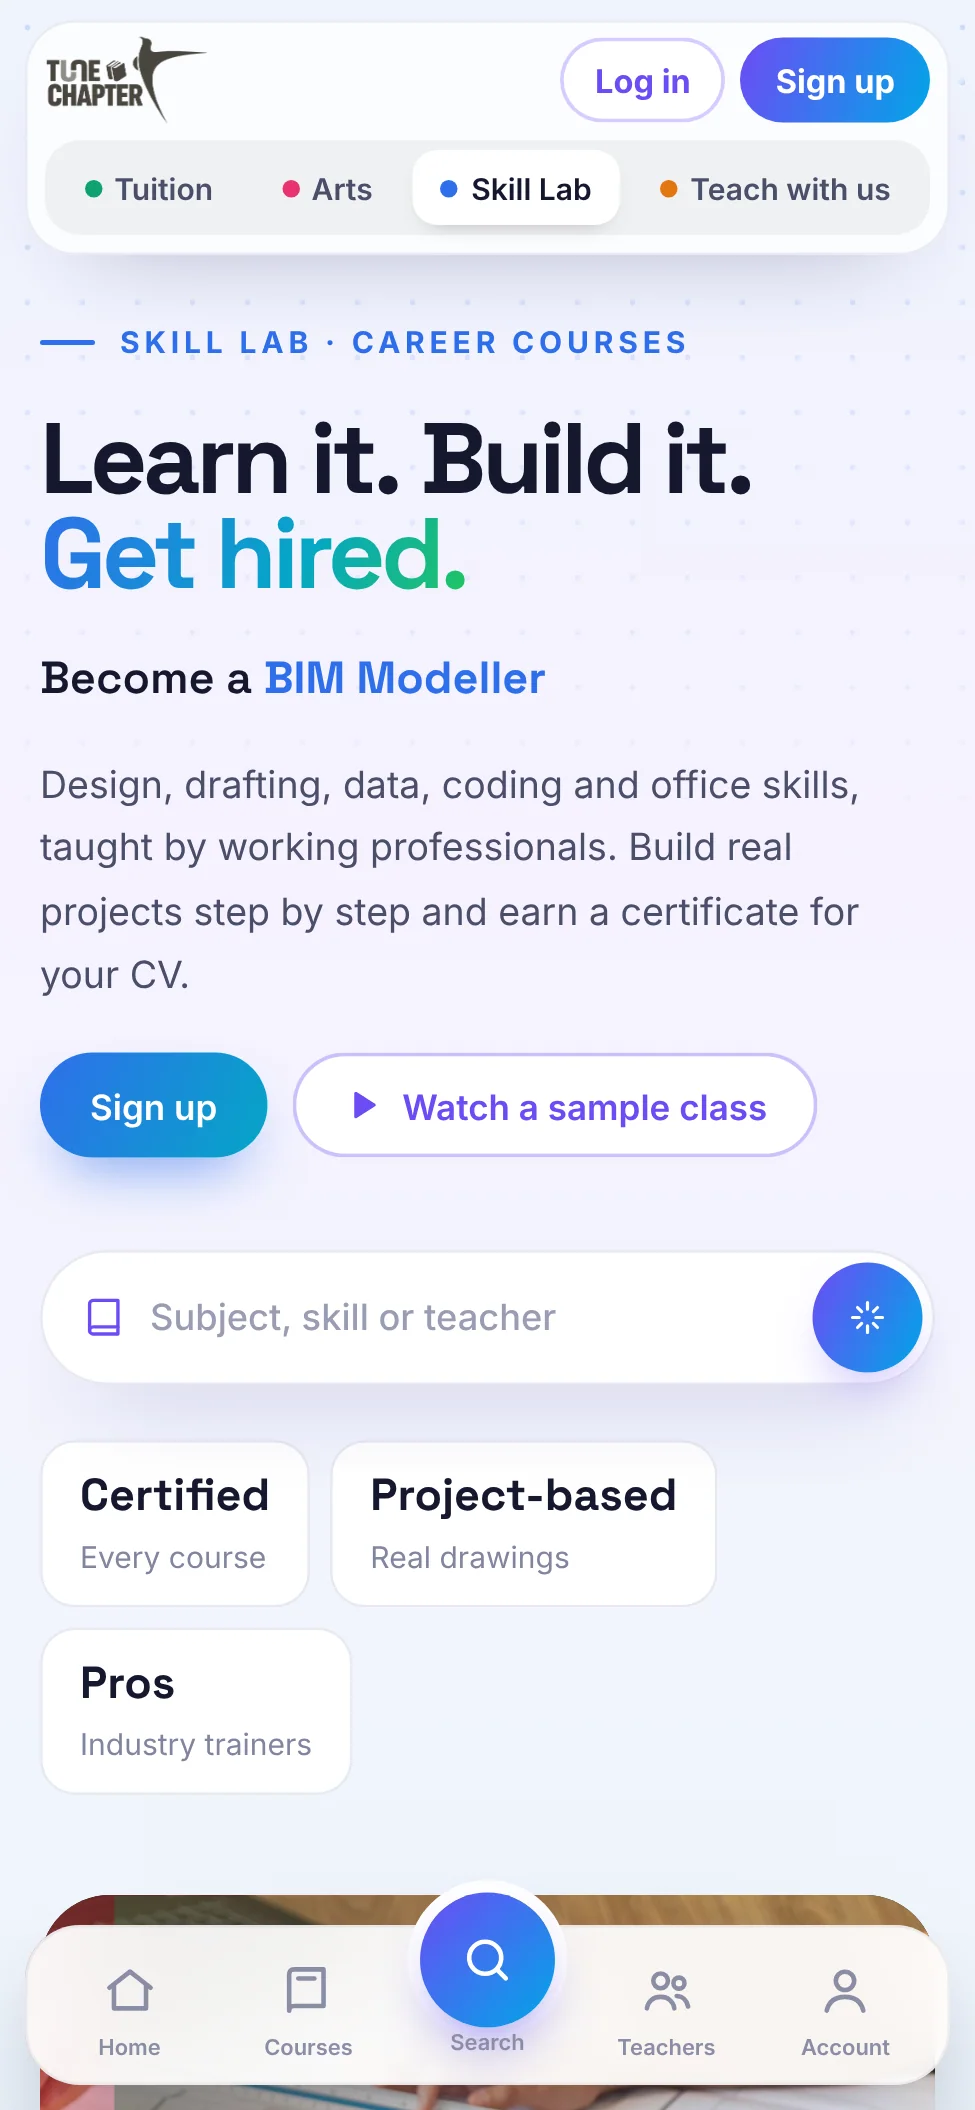 TUNE
CHAPTER
Log in
Sign up
Tuition
Arts
Skill Lab
Teach with us
SKILL LAB · CAREER COURSES
Learn it. Build it.
Get hired.
Become a BIM Modeller
Design, drafting, data, coding and office skills,
taught by working professionals. Build real
projects step by step and earn a certificate for
your CV.
Sign up
Watch a sample class
Subject, skill or teacher
Certified
Every course
Project-based
Real drawings
Pros
Industry trainers
Home
Courses
Search
Teachers
Account